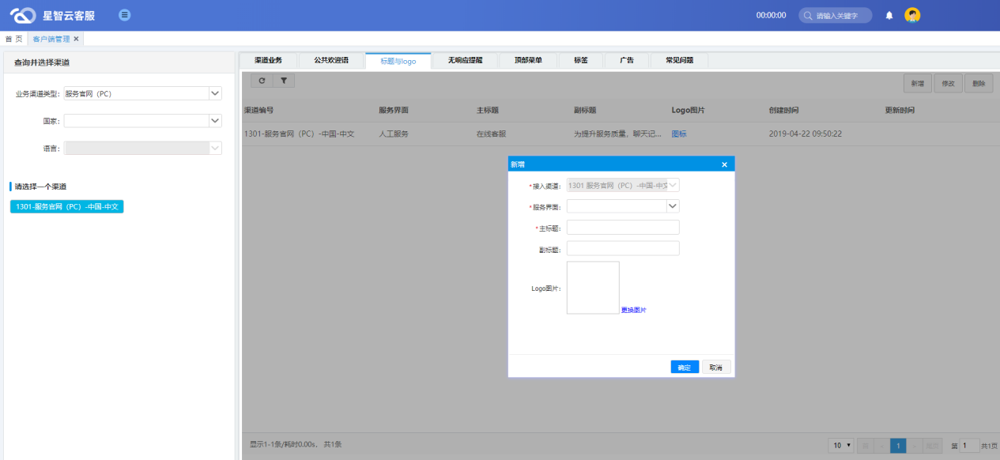 星智云客服
00:00:00
请输入关键字
首 页
客户端管理 ×
查询并选择渠道
业务渠道类型: 服务官网（PC）
国家:
语言:
请选择一个渠道
1301-服务官网（PC）-中国-中文
渠道业务 公共欢迎语 标题与logo 无响应提醒 顶部菜单 标签 广告 常见问题
新增 修改 删除
渠道编号 服务界面 主标题 副标题 Logo图片 创建时间 更新时间
1301-服务官网（PC）-中国-中文 人工服务 在线客服 为提升服务质量，聊天记... 图标 2019-04-22 09:50:22
新增 ×
*接入渠道: 1301 服务官网（PC）-中国-中文
*服务界面:
*主标题:
副标题:
Logo图片:
更换图片
确定 取消
显示1-1条/耗时0.00s， 共1条
10 1 第 1 共1页